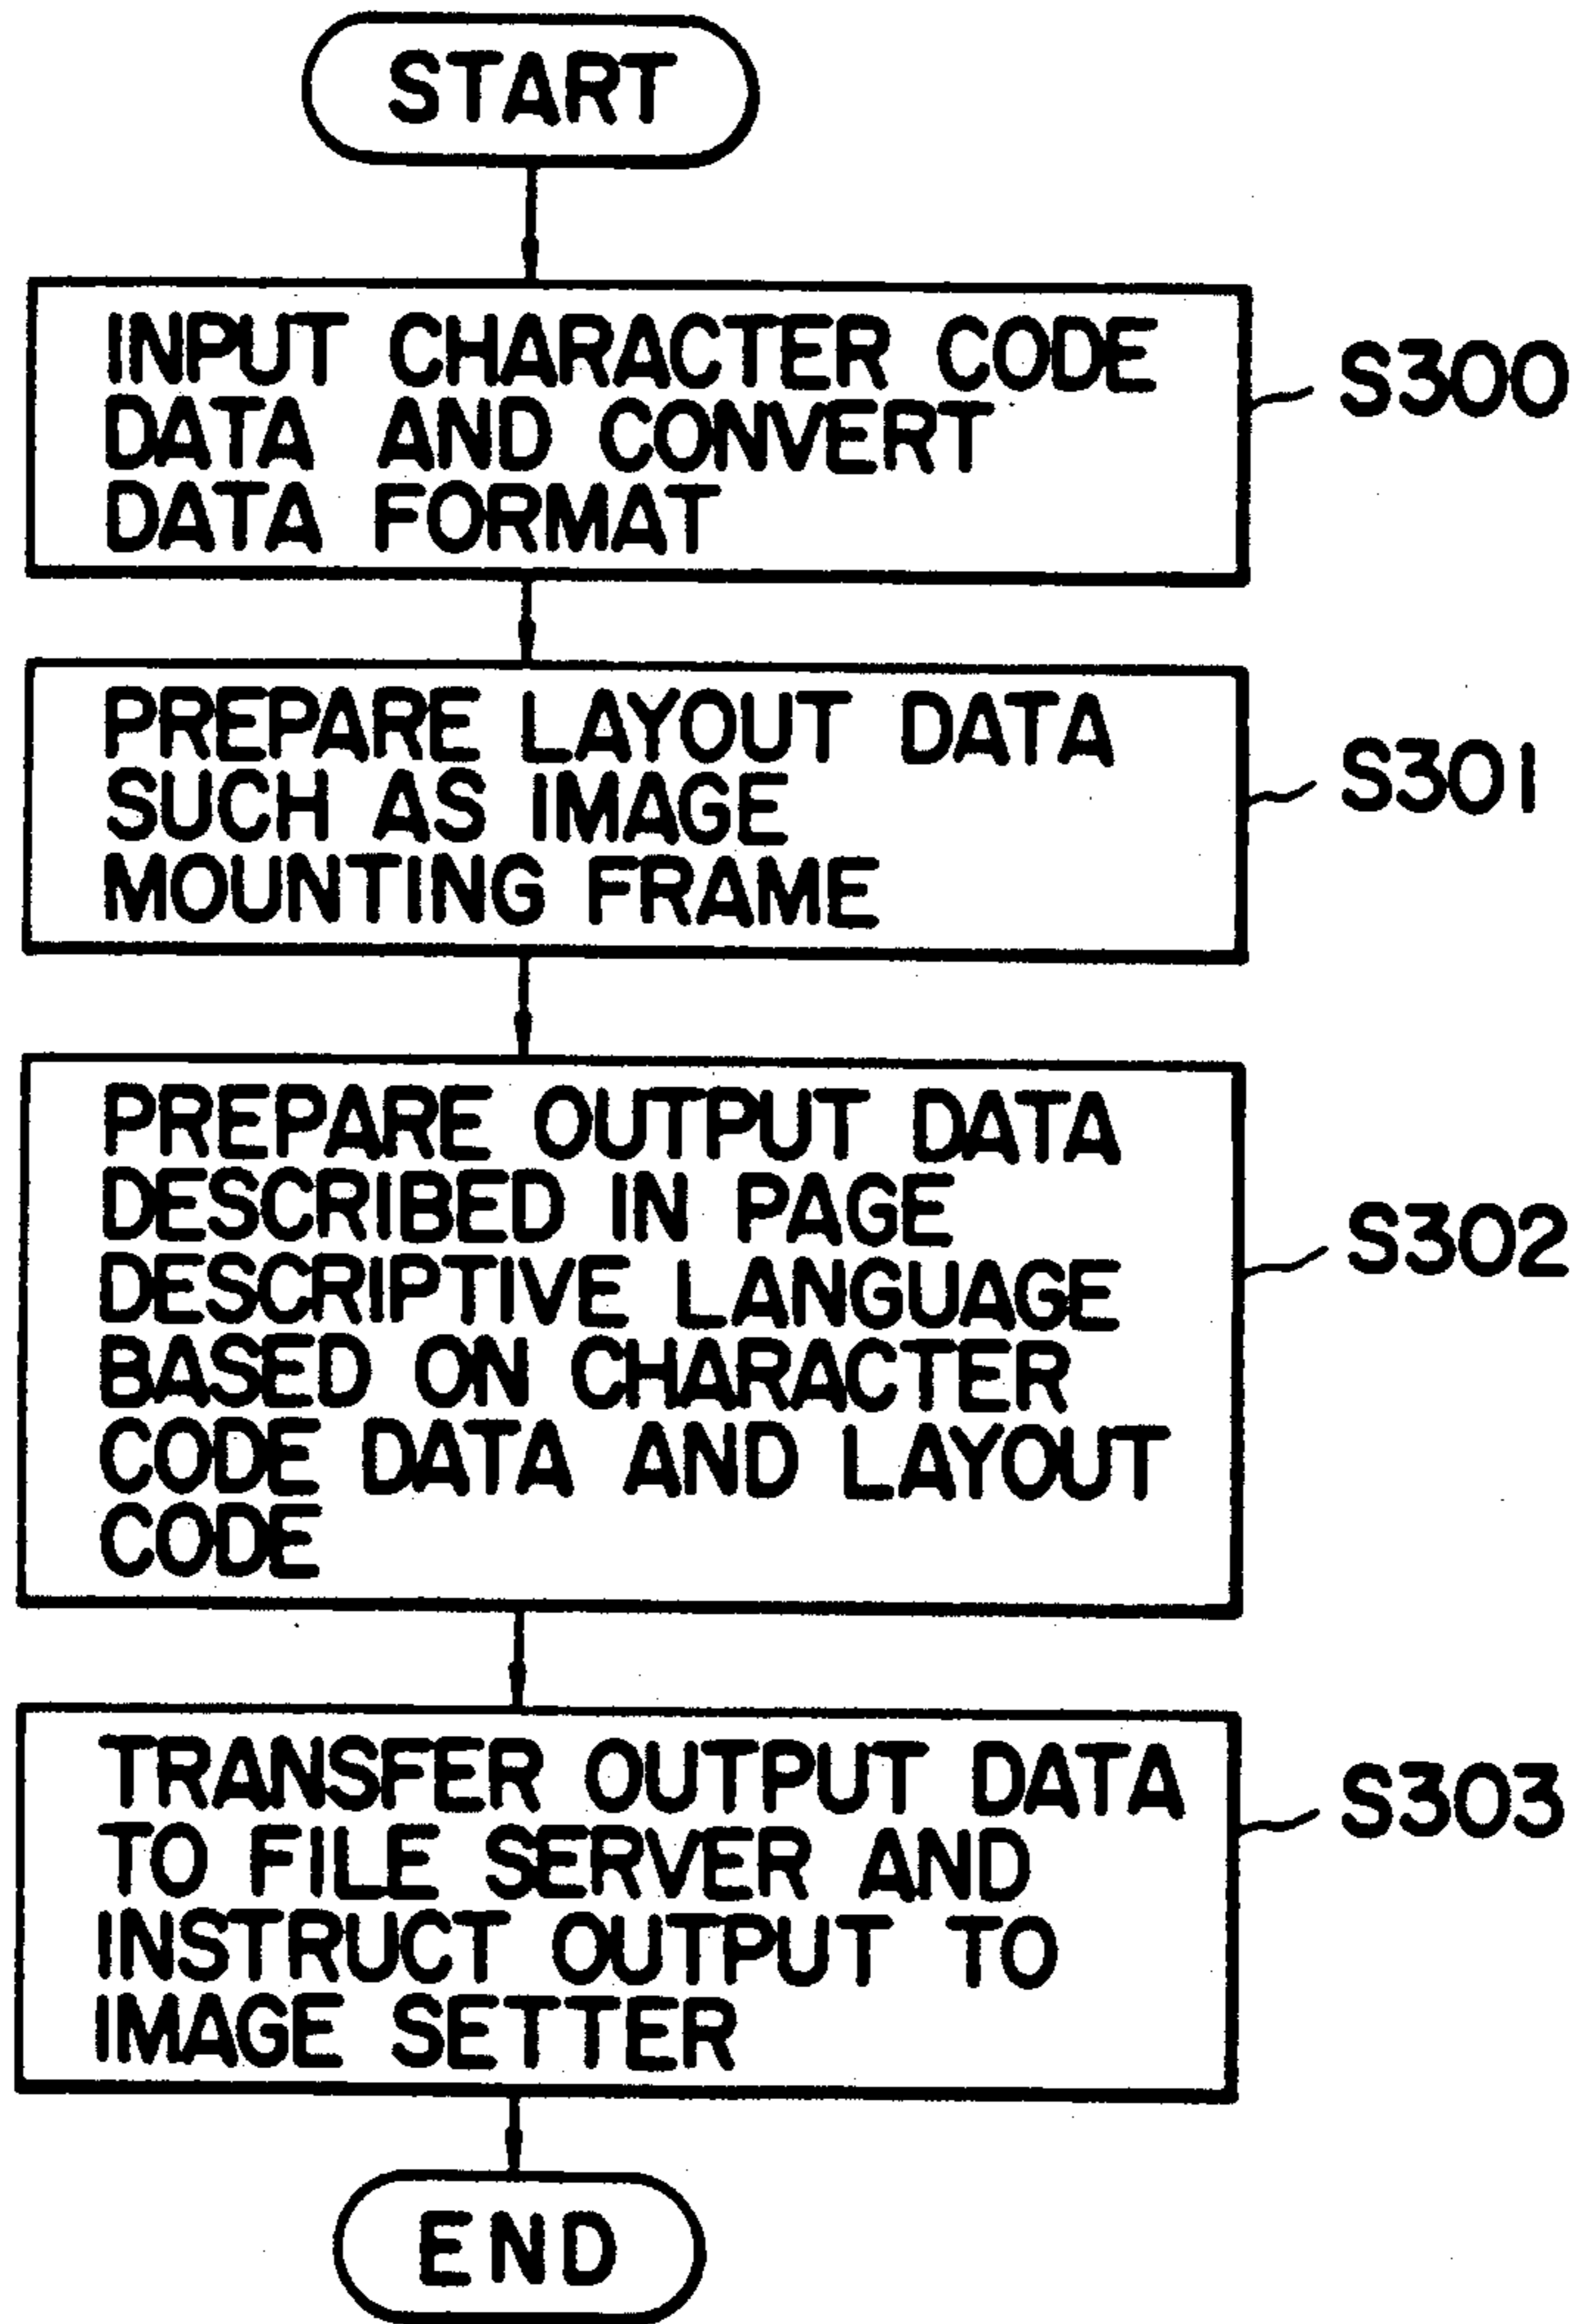 START
INPUT CHARACTER CODE
DATA AND CONVERT
DATA FORMAT
S300
PREPARE LAYOUT DATA
SUCH AS IMAGE
MOUNTING FRAME
S301
PREPARE OUTPUT DATA
DESCRIBED IN PAGE
DESCRIPTIVE LANGUAGE
BASED ON CHARACTER
CODE DATA AND LAYOUT
CODE
S302
TRANSFER OUTPUT DATA
TO FILE SERVER AND
INSTRUCT OUTPUT TO
IMAGE SETTER
S303
END